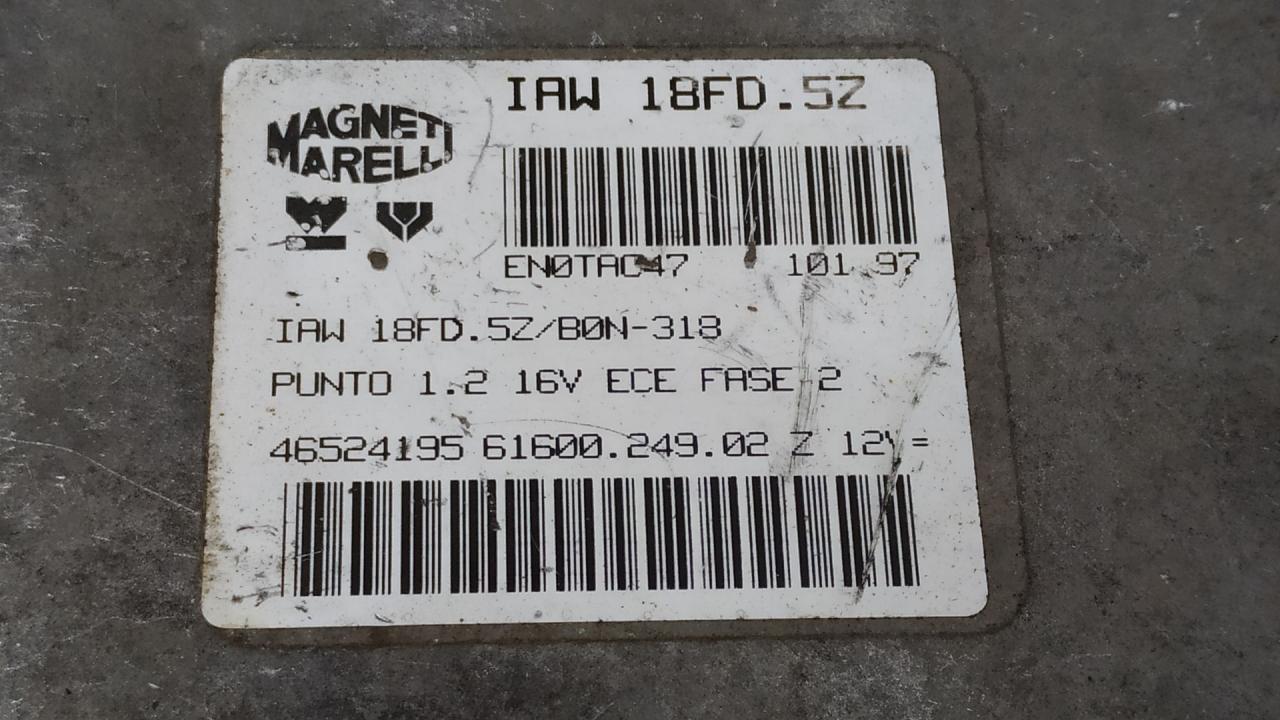 MAGNETI
MARELLI
IAW 18FD.5Z
EN0TAC47 101.97
IAW 18FD.5Z/B0N-318
PUNTO 1.2 16V ECE FASE 2
46524195 61600.249.02 Z 12V =